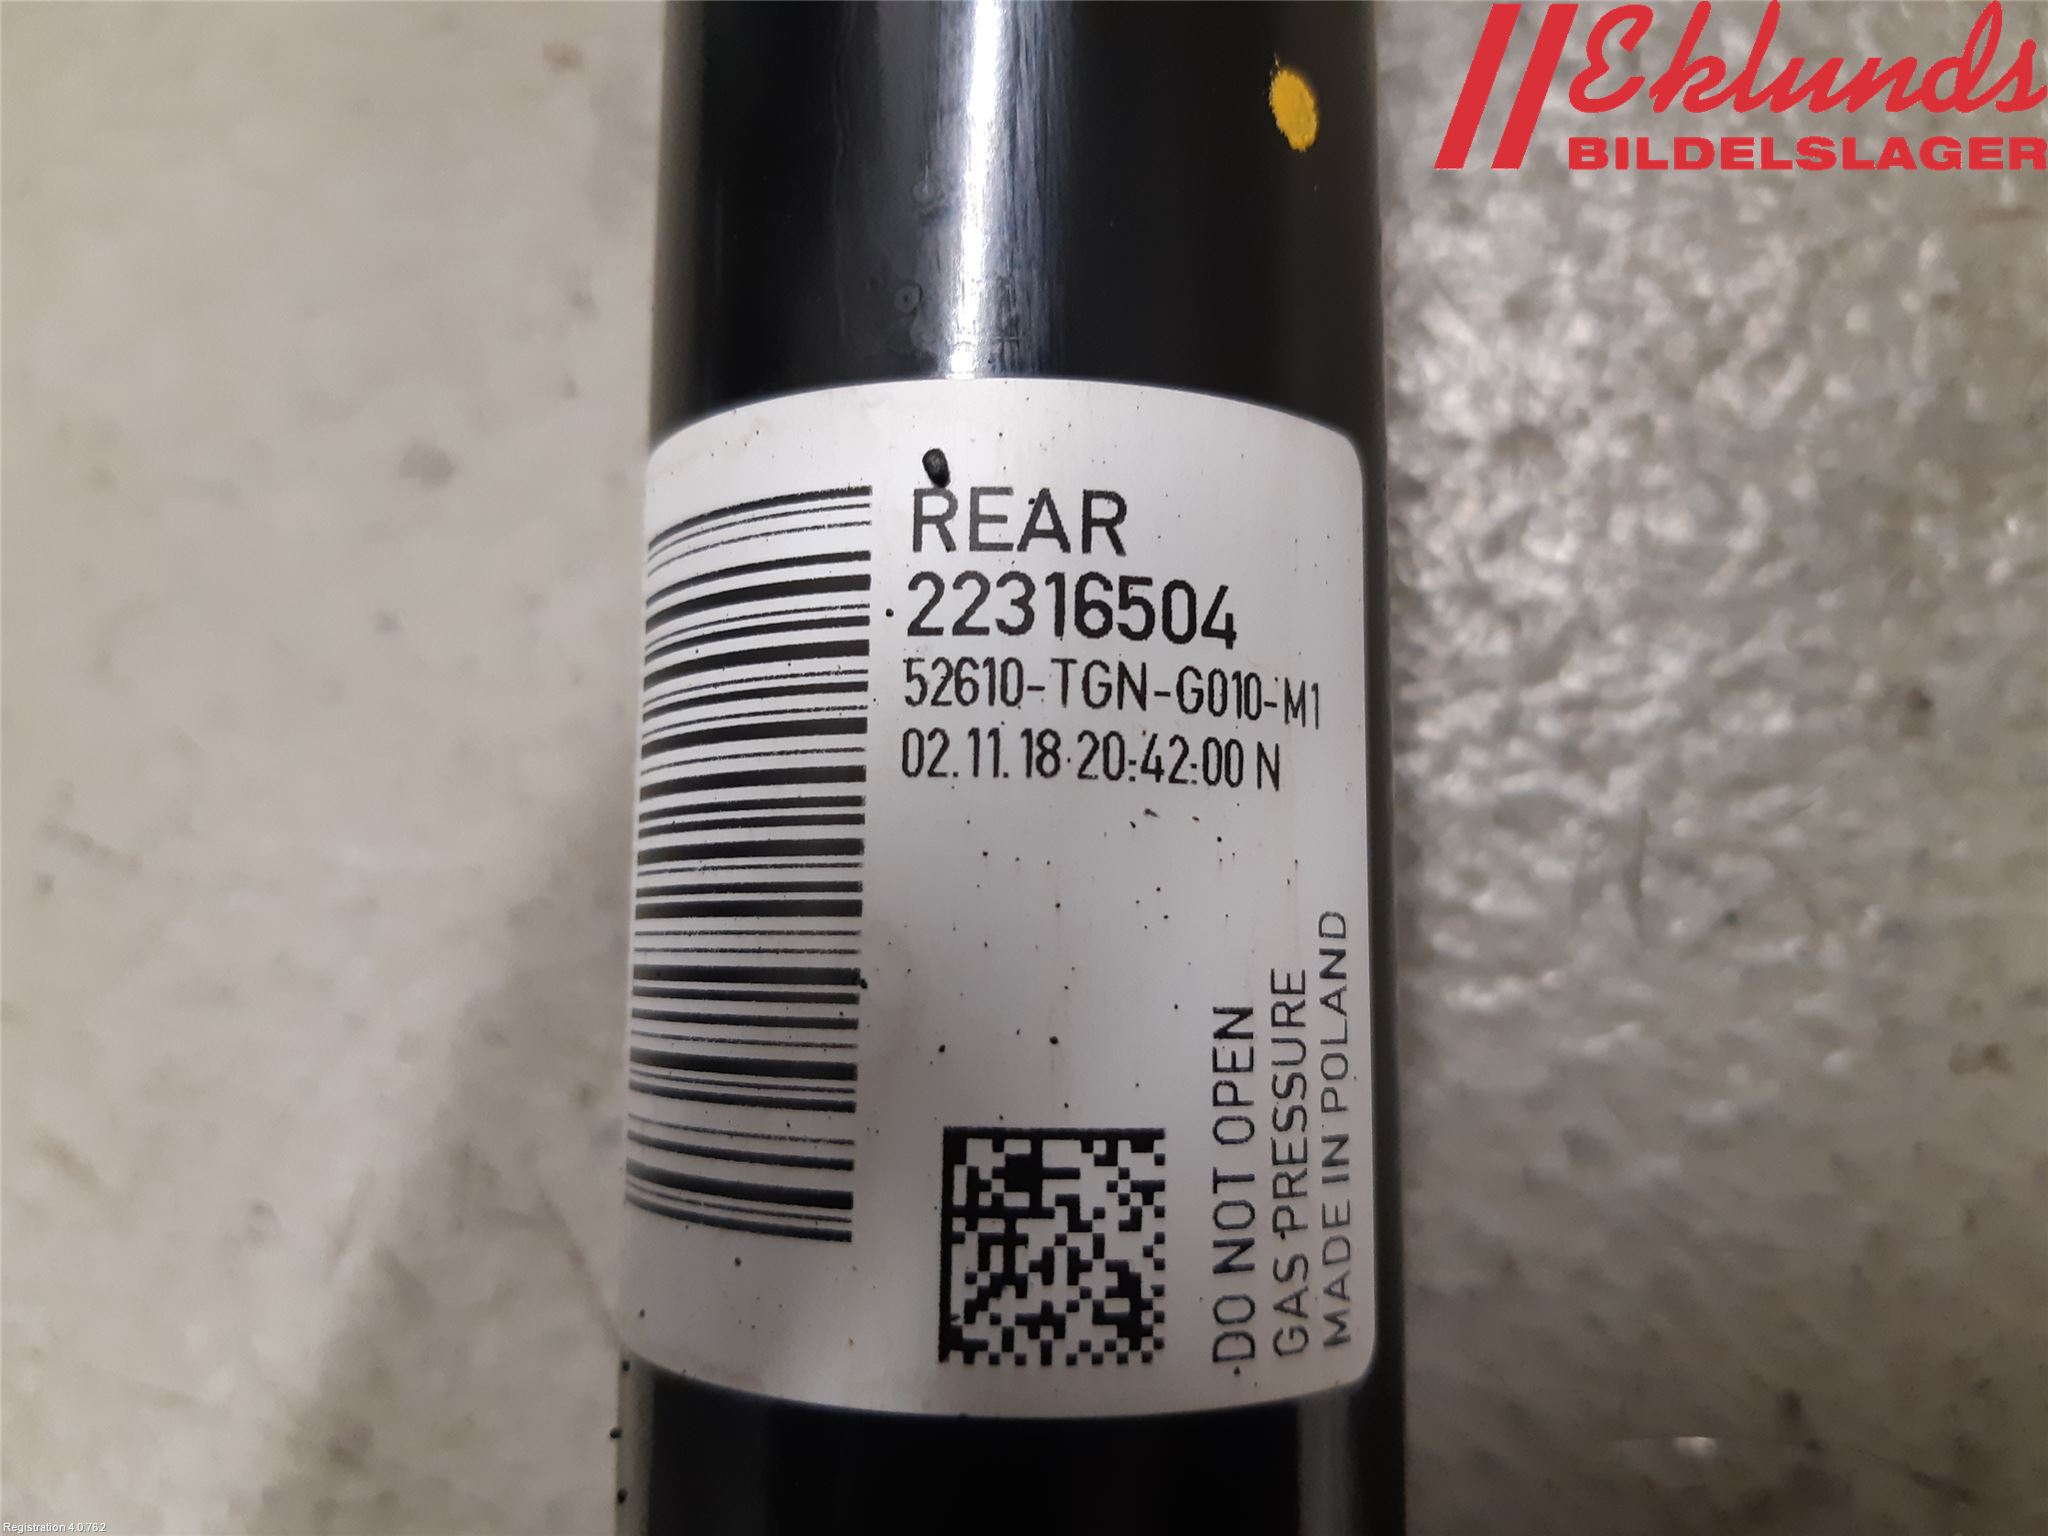 Eklunds
BILDELSLAGER
REAR
22316504
52610-TGN-G010-M1
02.11.18 20:42:00 N
DO NOT OPEN
GAS PRESSURE
MADE IN POLAND
Registration 4.0.762